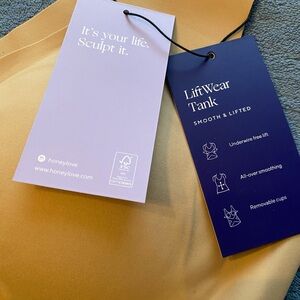 It's your life.
Sculpt it.
honeylove
www.honeylove.com
FSC
LiftWear
Tank
SMOOTH & LIFTED
Underwire free lift
All-over smoothing
Removable cups